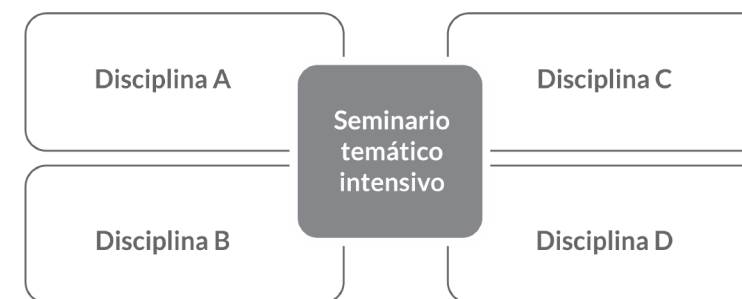 Disciplina A
Disciplina C
Seminario
temático
intensivo
Disciplina B
Disciplina D